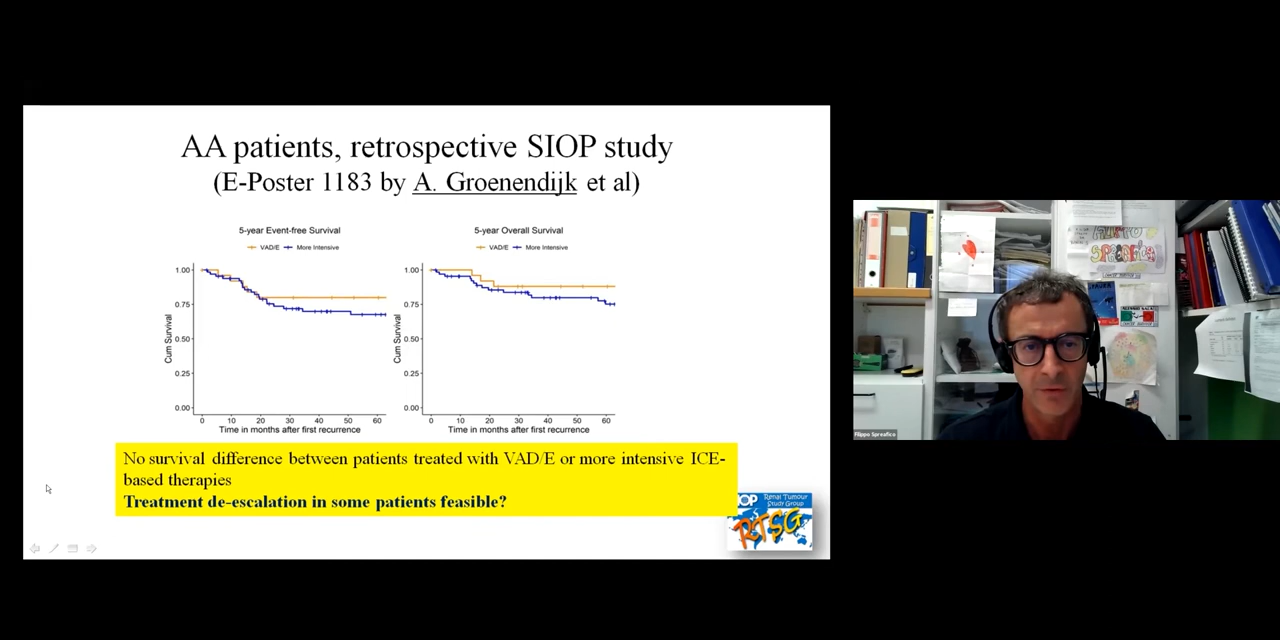 AA patients, retrospective SIOP study
(E-Poster 1183 by A. Groenendijk et al)
5-year Event-free Survival
VAD/E More Intensive
1.00
0.75
0.50
0.25
0.00
Cum Survival
0 10 20 30 40 50 60
Time in months after first recurrence
5-year Overall Survival
VAD/E More Intensive
1.00
0.75
0.50
0.25
0.00
Cum Survival
0 10 20 30 40 50 60
Time in months after first recurrence
No survival difference between patients treated with VAD/E or more intensive ICE-
based therapies
Treatment de-escalation in some patients feasible?
Renal Tumour
Study Group
RTSG
Filippo Spreafico